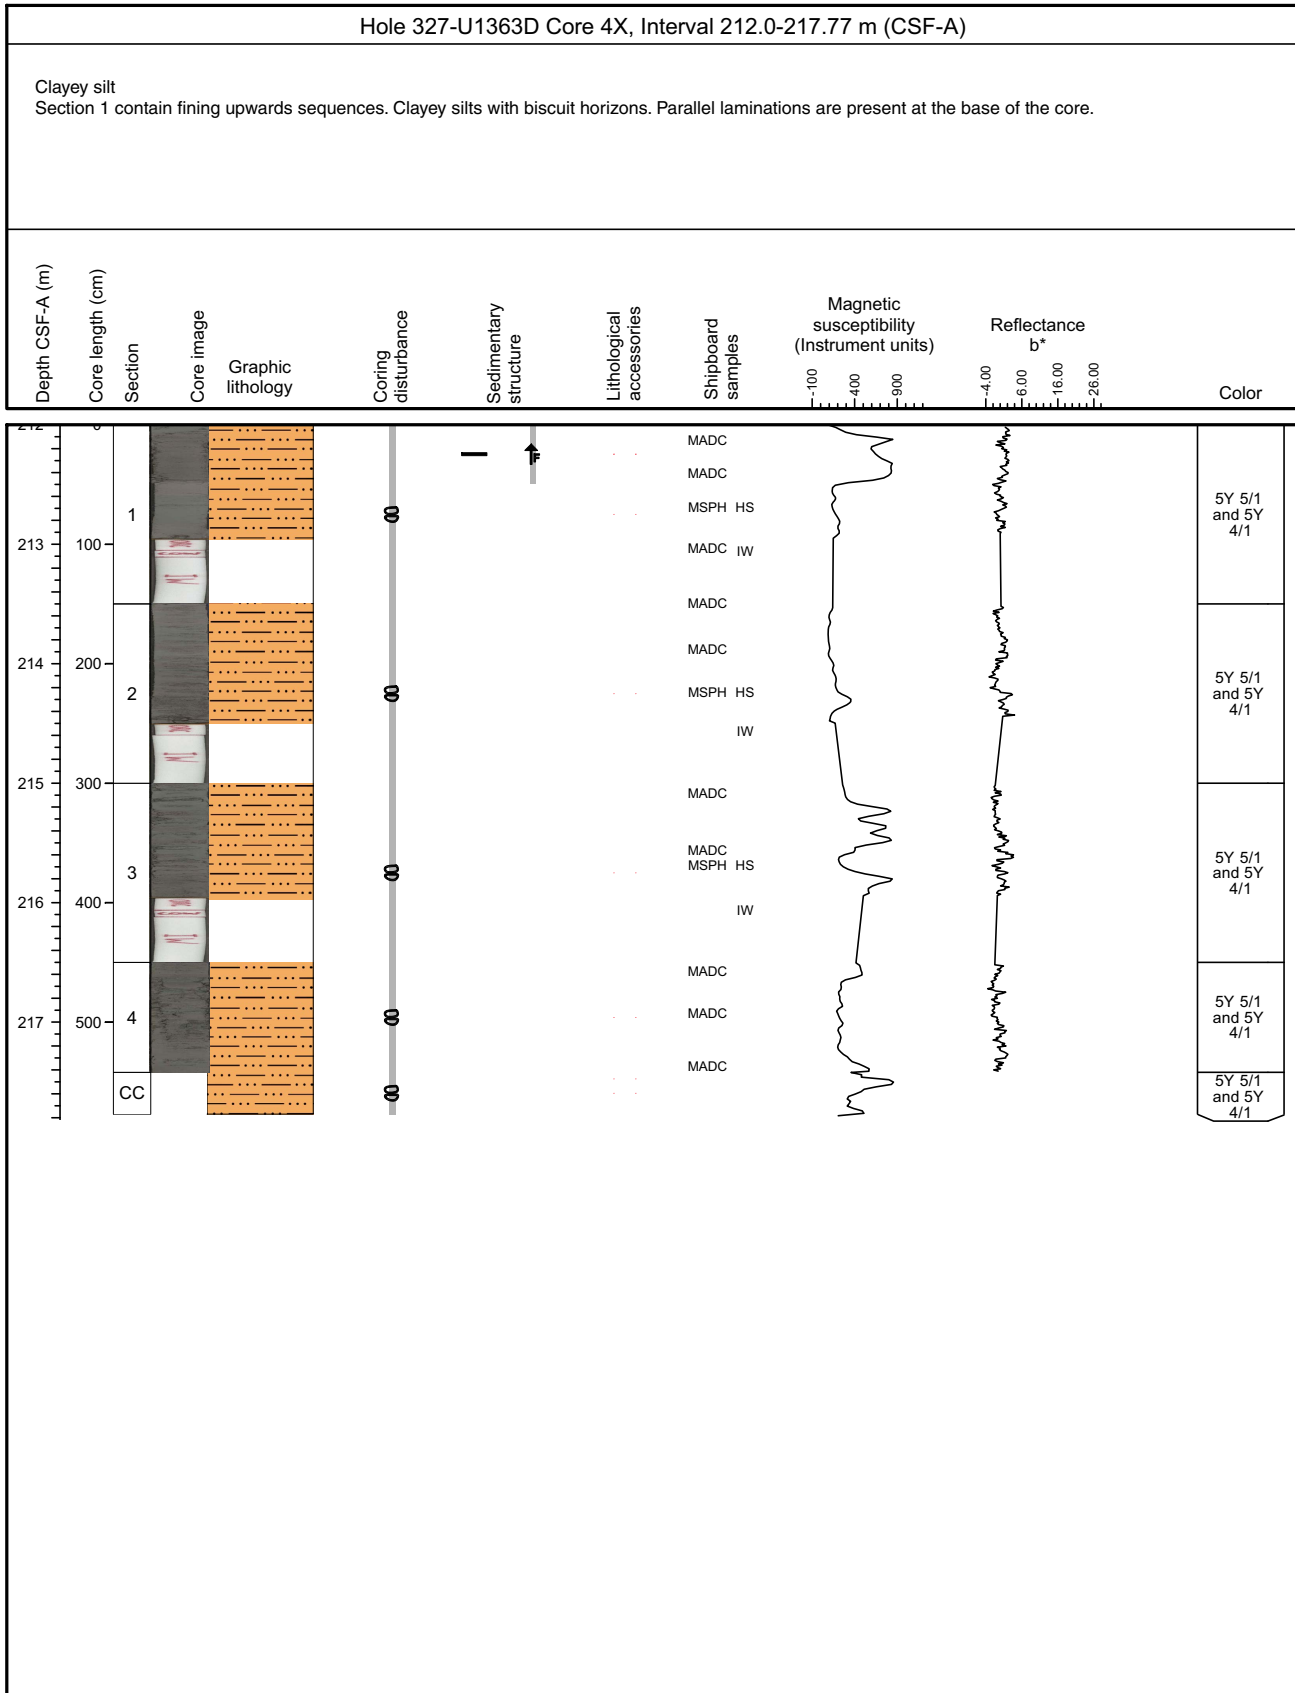 Hole 327-U1363D Core 4X, Interval 212.0-217.77 m (CSF-A)
Clayey silt
Section 1 contain fining upwards sequences. Clayey silts with biscuit horizons. Parallel laminations are present at the base of the core.
Depth CSF-A (m)
Core length (cm)
Section
Core image
Graphic
lithology
Coring
disturbance
Sedimentary
structure
Lithological
accessories
Shipboard
samples
Magnetic
susceptibility
(Instrument units)
-100
400
900
Reflectance
b*
-4.00
6.00
16.00
26.00
Color
212
0
MADC
MADC
1
MSPH HS
5Y 5/1
and 5Y
4/1
213
100
MADC IW
MADC
214
200
MADC
2
MSPH HS
5Y 5/1
and 5Y
4/1
IW
215
300
MADC
MADC
3
MSPH HS
5Y 5/1
and 5Y
4/1
216
400
IW
MADC
217
500
4
MADC
5Y 5/1
and 5Y
4/1
MADC
CC
5Y 5/1
and 5Y
4/1